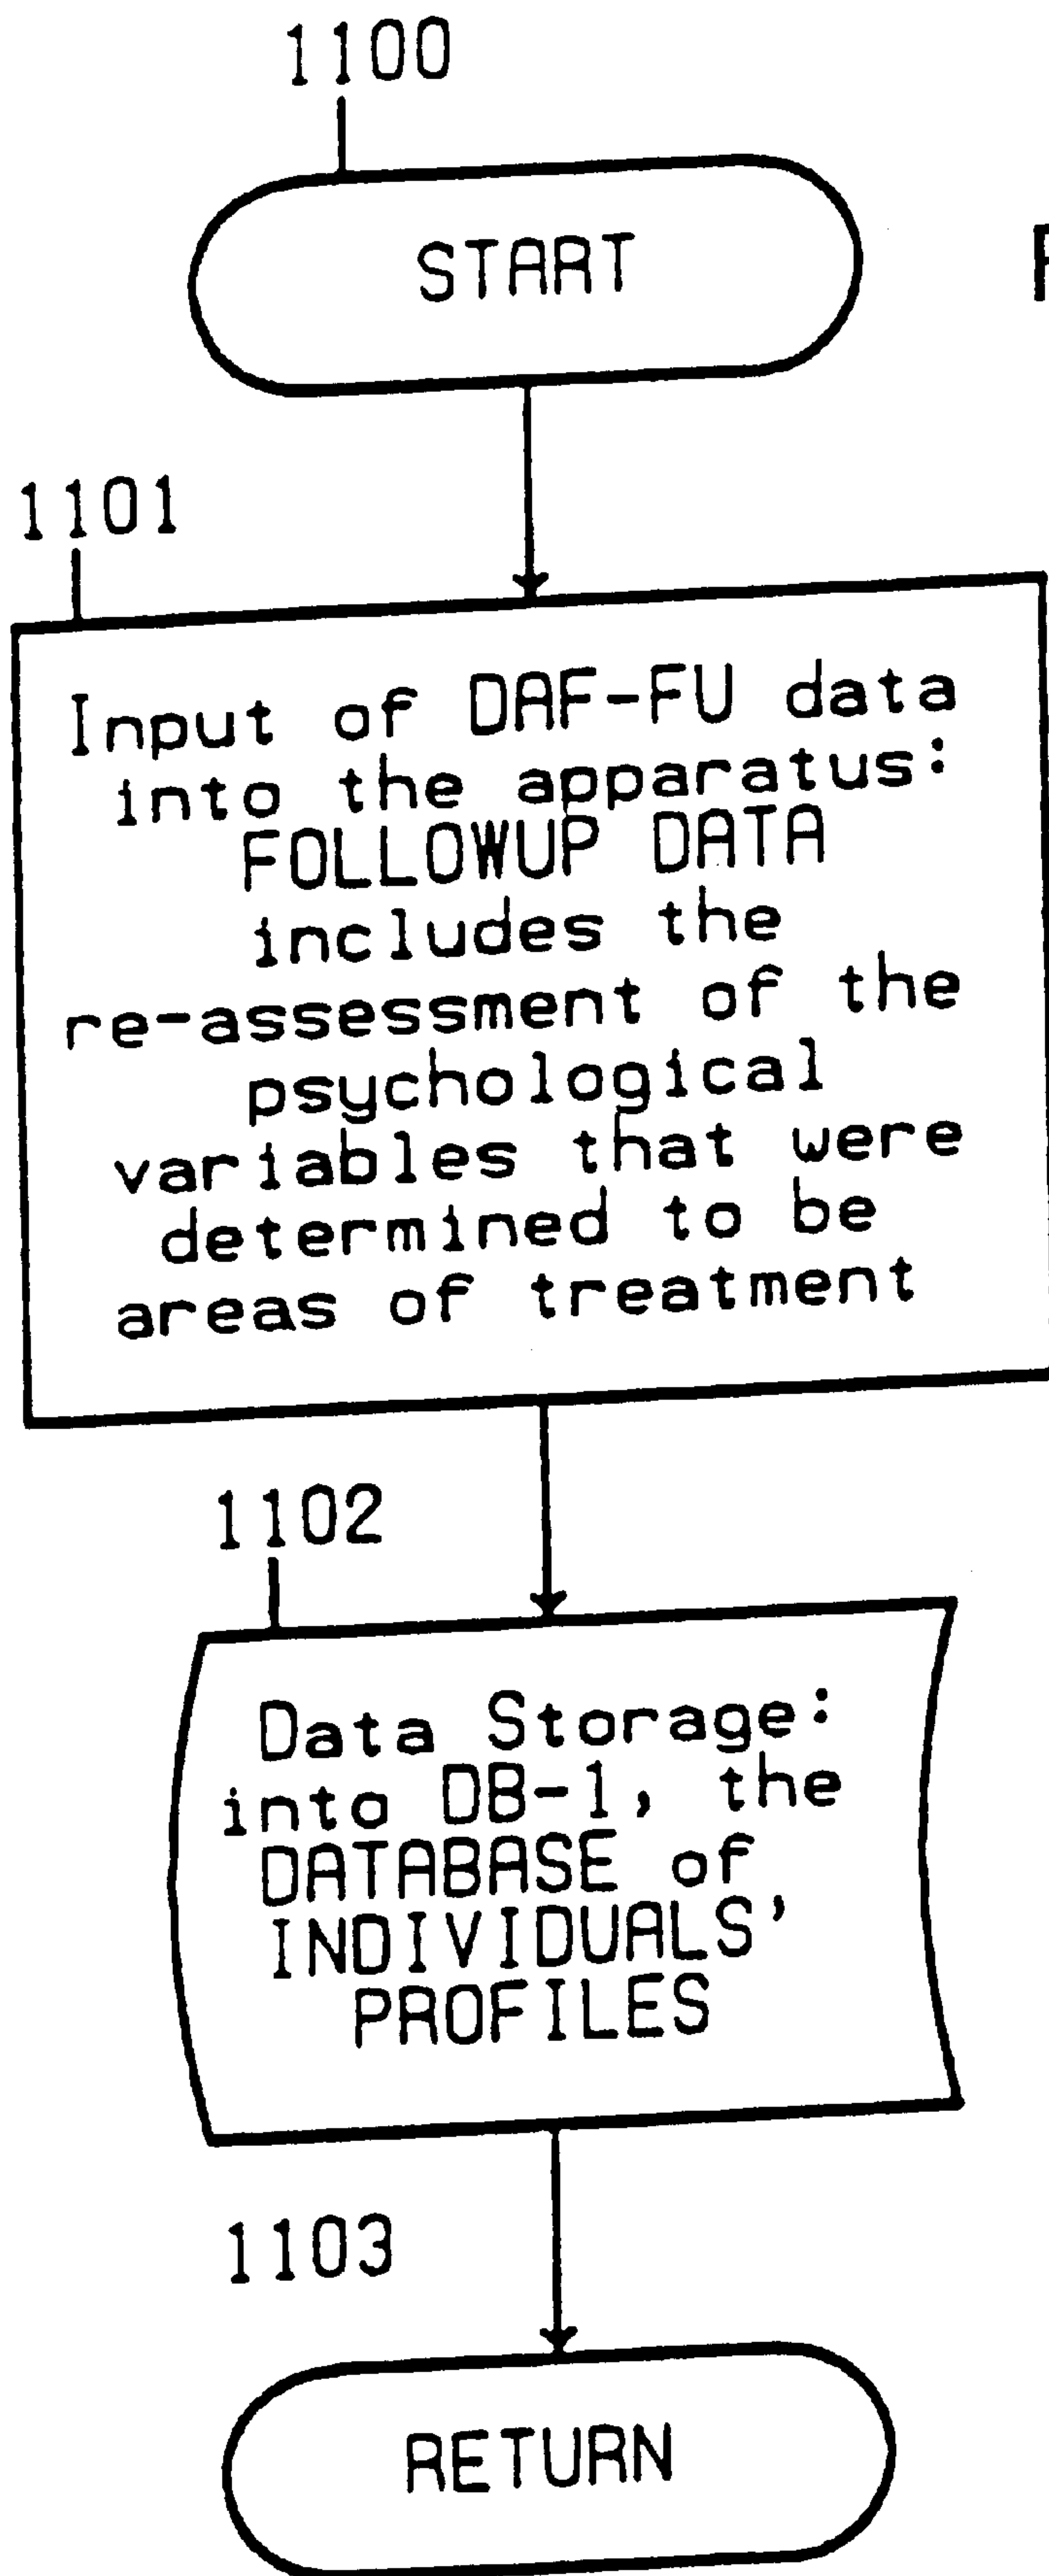 1100
START
1101
Input of DAF-FU data
into the apparatus:
FOLLOWUP DATA
includes the
re-assessment of the
psychological
variables that were
determined to be
areas of treatment
1102
Data Storage:
into DB-1, the
DATABASE of
INDIVIDUALS'
PROFILES
1103
RETURN